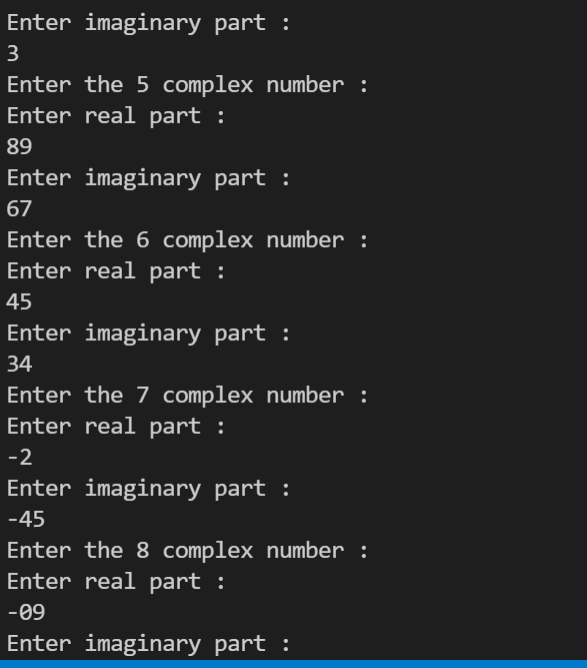 Enter imaginary part :
3
Enter the 5 complex number :
Enter real part :
89
Enter imaginary part :
67
Enter the 6 complex number :
Enter real part :
45
Enter imaginary part :
34
Enter the 7 complex number :
Enter real part :
-2
Enter imaginary part :
-45
Enter the 8 complex number :
Enter real part :
-09
Enter imaginary part :